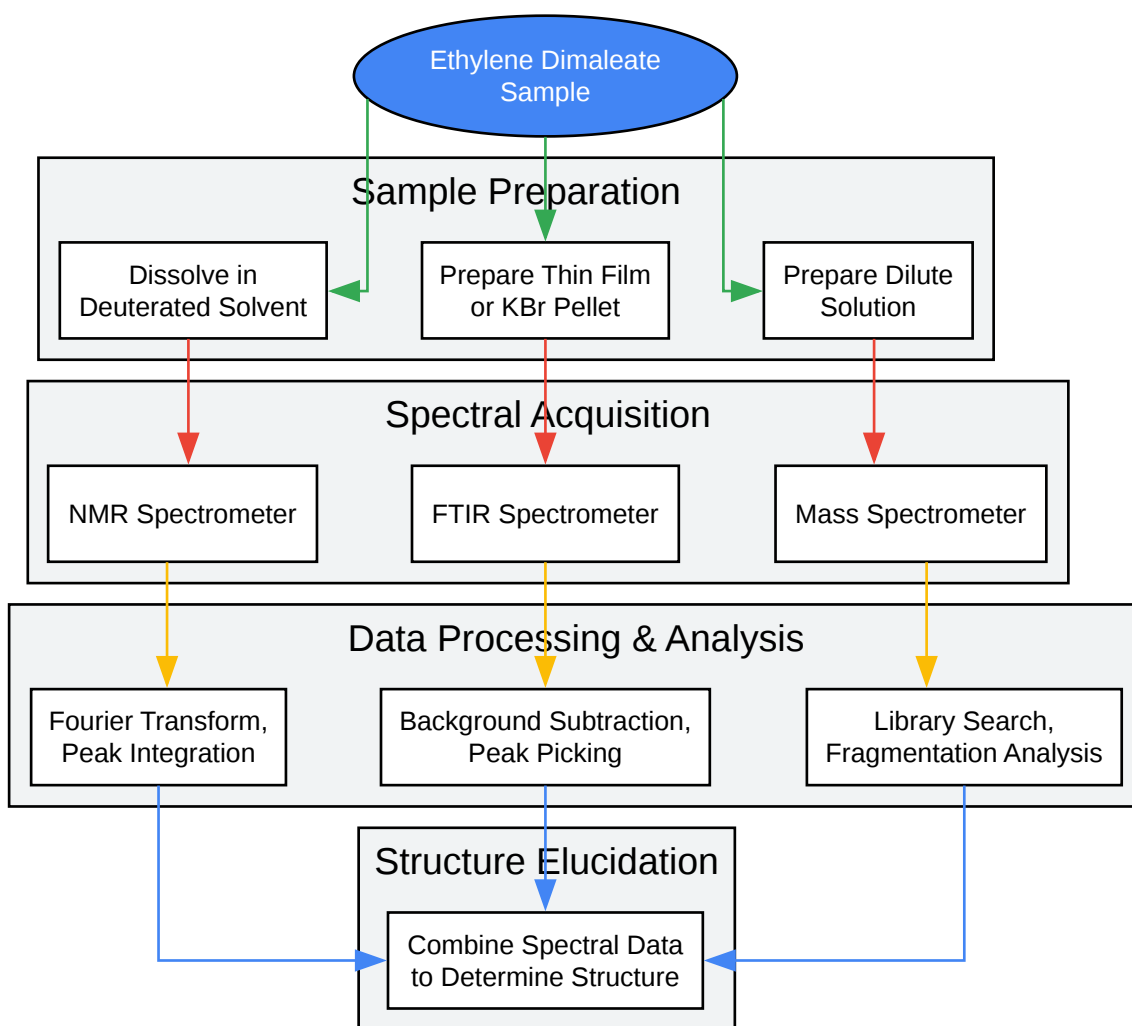 Ethylene Dimaleate
Sample
Sample Preparation
Dissolve in
Deuterated Solvent
Prepare Thin Film
or KBr Pellet
Prepare Dilute
Solution
Spectral Acquisition
NMR Spectrometer
FTIR Spectrometer
Mass Spectrometer
Data Processing & Analysis
Fourier Transform,
Peak Integration
Background Subtraction,
Peak Picking
Library Search,
Fragmentation Analysis
Structure Elucidation
Combine Spectral Data
to Determine Structure